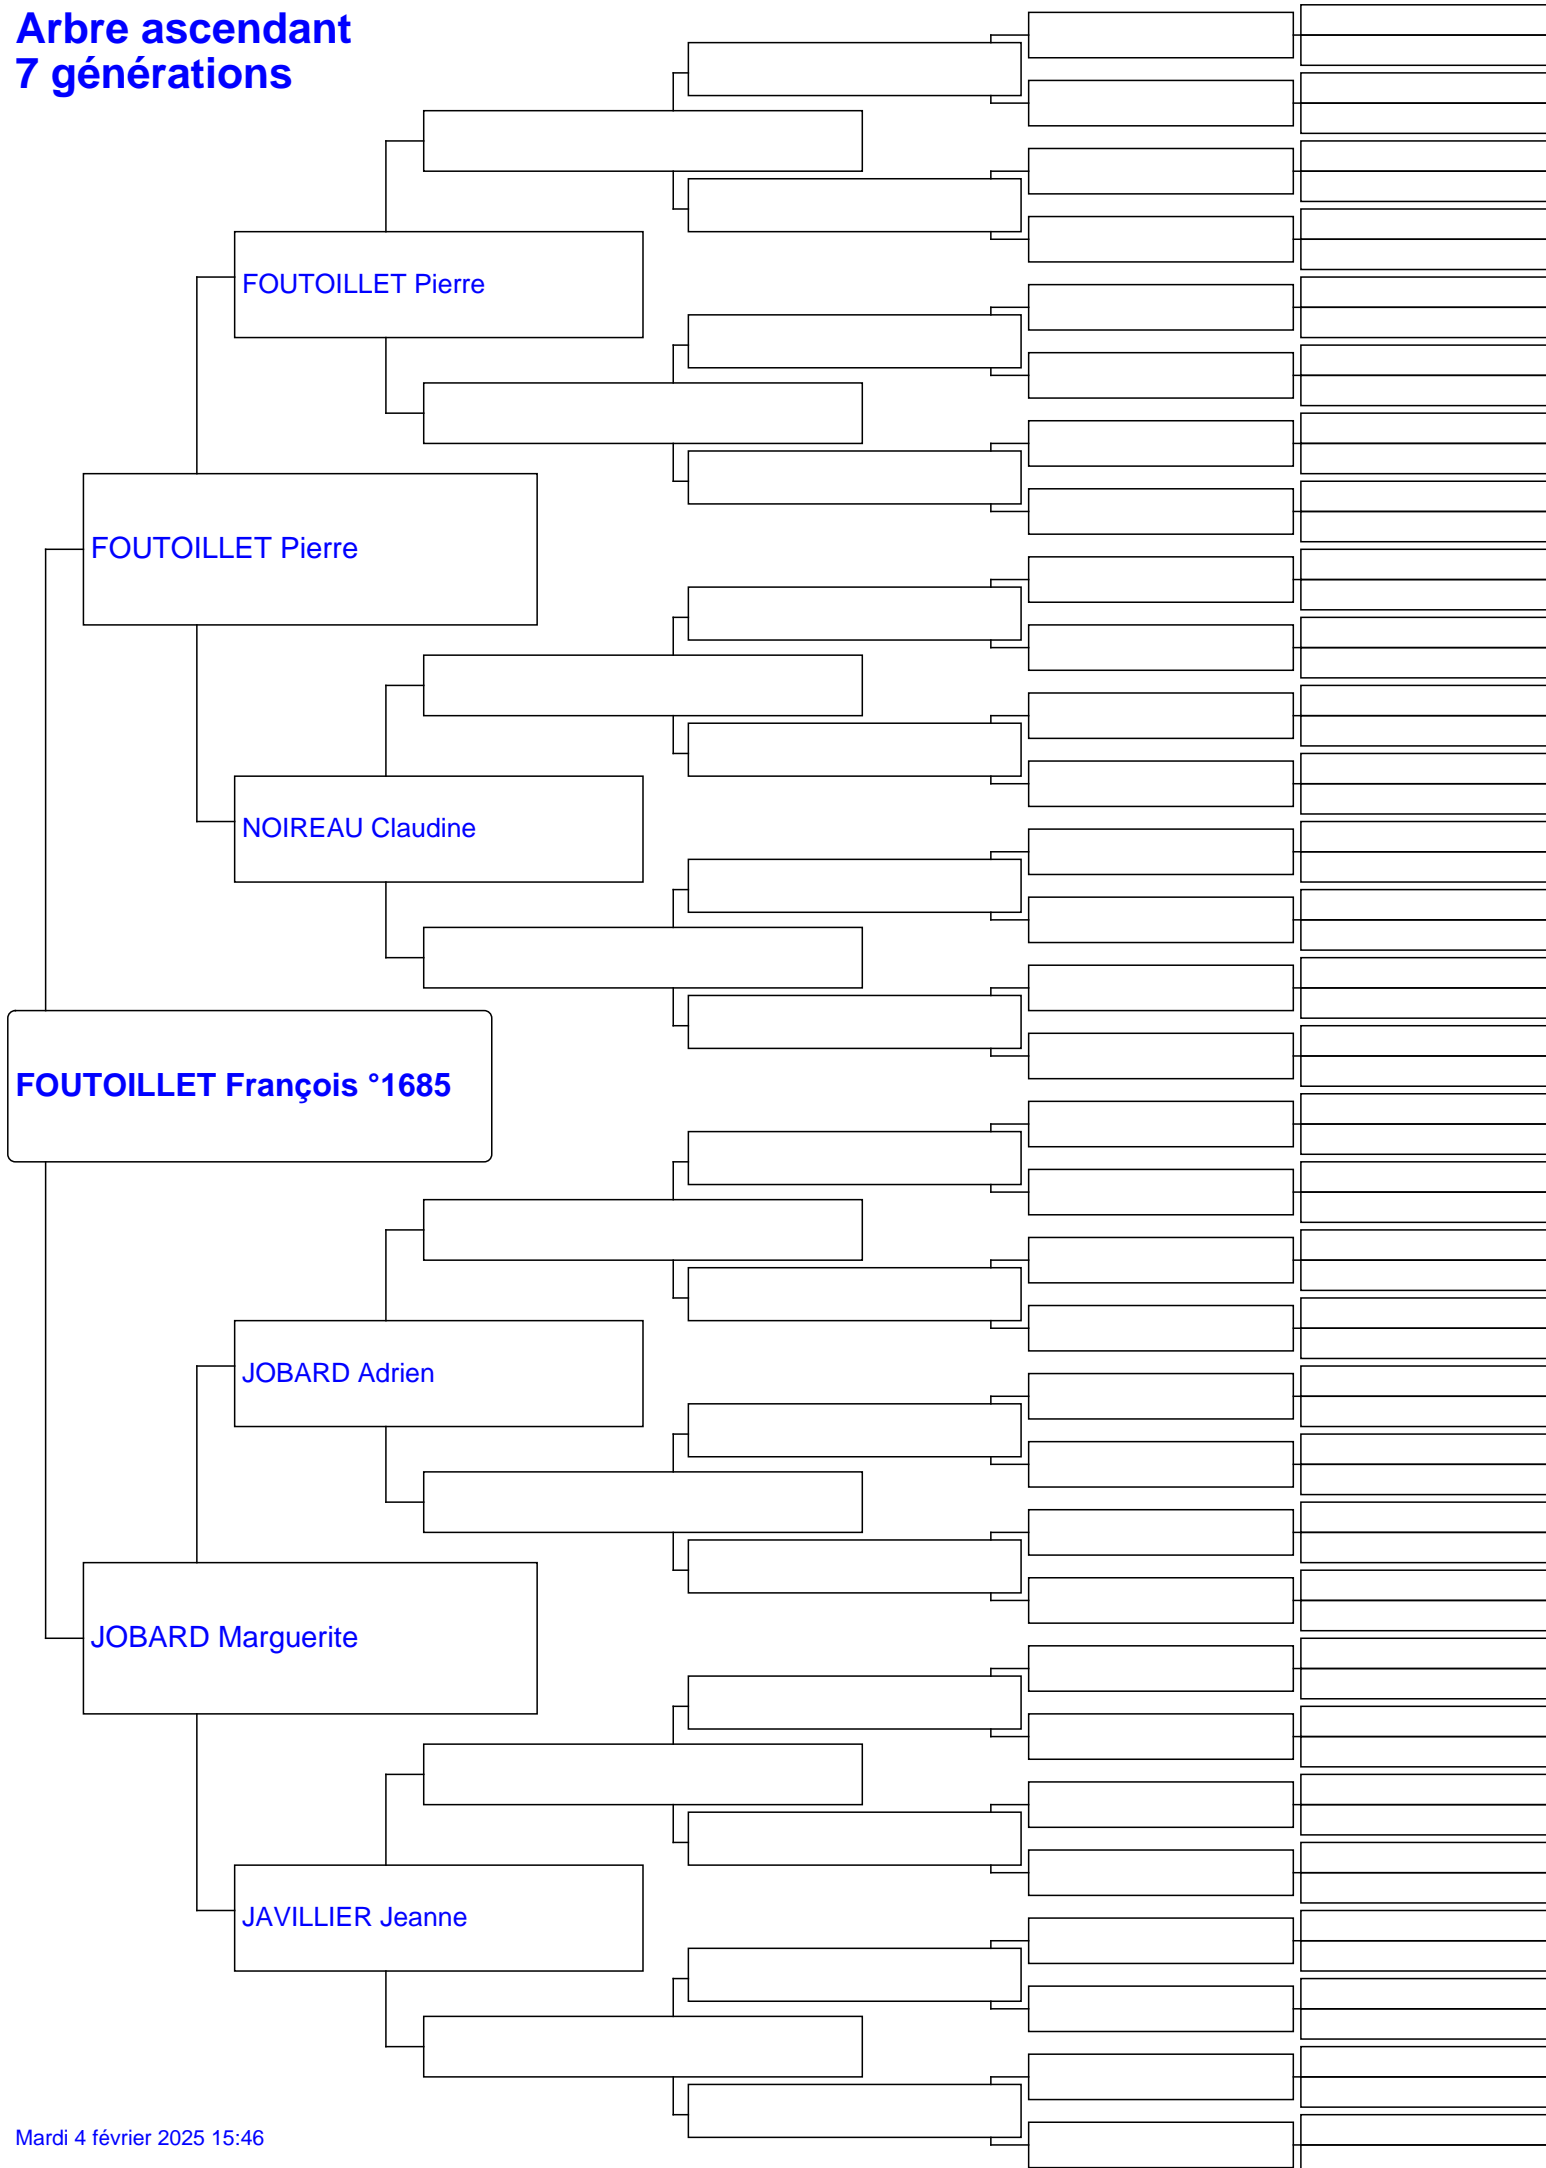 Arbre ascendant
7 générations
FOUTOILLET Pierre
FOUTOILLET Pierre
NOIREAU Claudine
FOUTOILLET François °1685
JOBARD Adrien
JOBARD Marguerite
JAVILLIER Jeanne
Mardi 4 février 2025 15:46